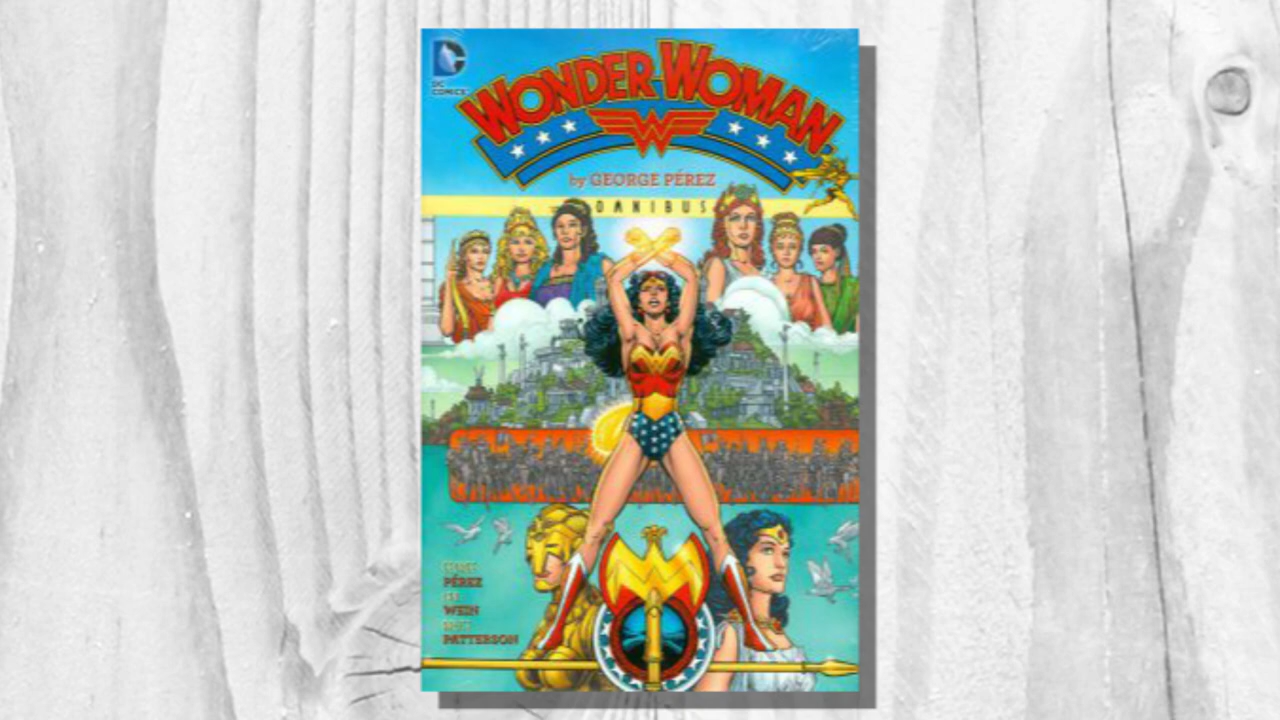 DC COMICS
WONDER WOMAN
by GEORGE PÉREZ
OMNIBUS
PÉREZ
WEIN
PATTERSON